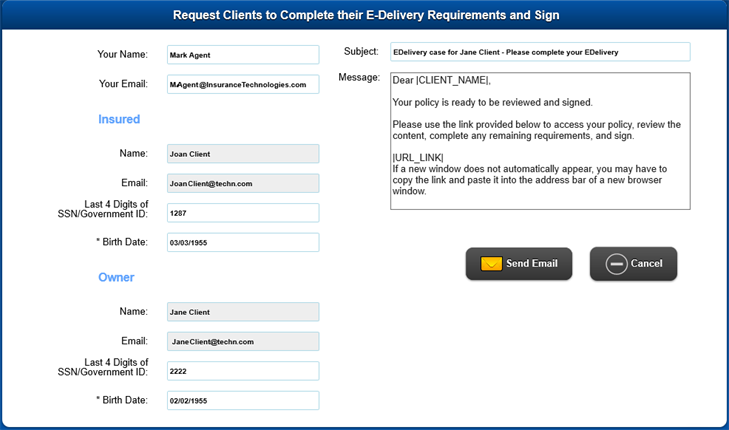 Request Clients to Complete their E-Delivery Requirements and Sign
Your Name: Mark Agent
Your Email: MAgent@InsuranceTechnologies.com
Insured
Name: Joan Client
Email: JoanClient@techn.com
Last 4 Digits of
SSN/Government ID: 1287
* Birth Date: 03/03/1955
Owner
Name: Jane Client
Email: JaneClient@techn.com
Last 4 Digits of
SSN/Government ID: 2222
* Birth Date: 02/02/1955
Subject: EDelivery case for Jane Client - Please complete your EDelivery
Message:
Dear |CLIENT_NAME|,
Your policy is ready to be reviewed and signed.
Please use the link provided below to access your policy, review the
content, complete any remaining requirements, and sign.
|URL_LINK|
If a new window does not automatically appear, you may have to
copy the link and paste it into the address bar of a new browser
window.
Send Email
Cancel